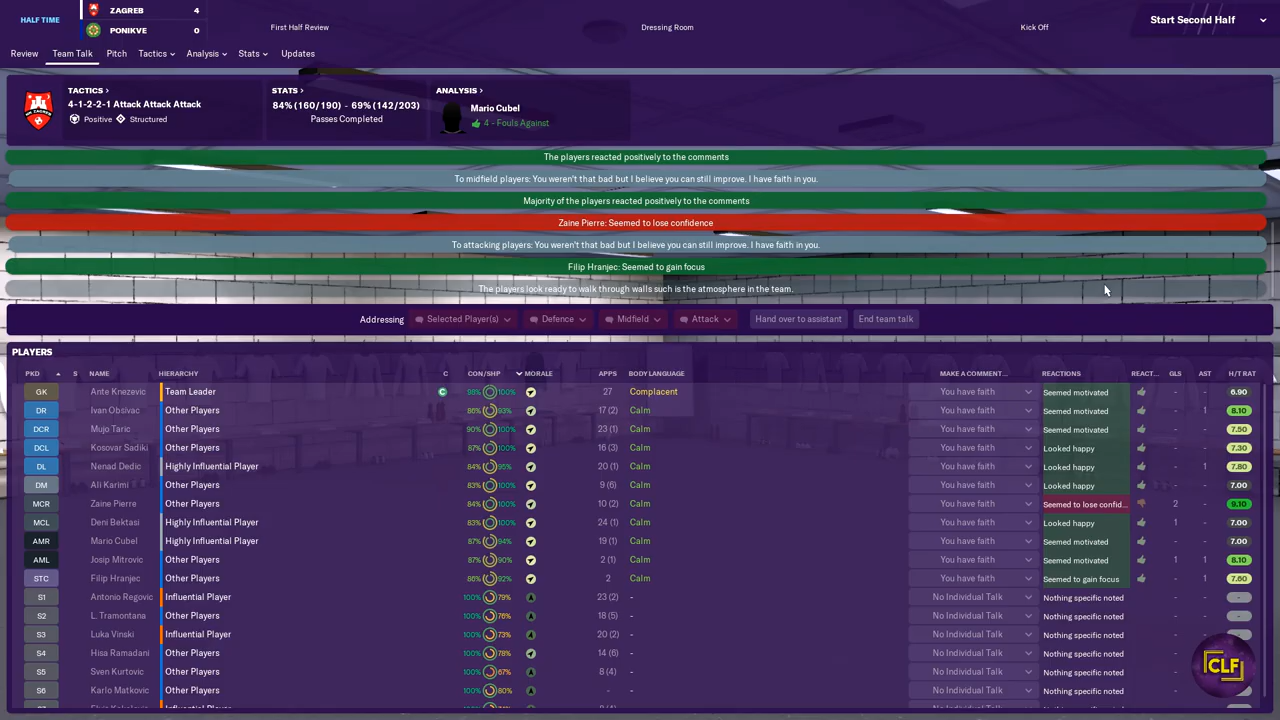 HALF TIME
ZAGREB 4
PONIKVE 0
First Half Review
Dressing Room
Kick Off
Start Second Half
Review Team Talk Pitch Tactics Analysis Stats Updates
TACTICS
4-1-2-2-1 Attack Attack Attack
Positive Structured
STATS
84% (160/190) - 69% (142/203)
Passes Completed
ANALYSIS
Mario Cubel
4 - Fouls Against
The players reacted positively to the comments
To midfield players: You weren't that bad but I believe you can still improve. I have faith in you.
Majority of the players reacted positively to the comments
Zaine Pierre: Seemed to lose confidence
To attacking players: You weren't that bad but I believe you can still improve. I have faith in you.
Filip Hranjec: Seemed to gain focus
The players look ready to walk through walls such is the atmosphere in the team.
Addressing Selected Player(s) Defence Midfield Attack Hand over to assistant End team talk
PLAYERS
PKD S NAME HIERARCHY C CON/SHP MORALE APPS BODY LANGUAGE MAKE A COMMENT... REACTIONS REACT... GLS AST H/T RAT
GK Ante Knezevic Team Leader C 98% 100% 27 Complacent You have faith Seemed motivated - - 6.90
DR Ivan Obsivac Other Players 86% 93% 17 (2) Calm You have faith Seemed motivated - 1 8.10
DCR Mujo Taric Other Players 90% 100% 23 (1) Calm You have faith Seemed motivated - - 7.50
DCL Kosovar Sadiki Other Players 87% 100% 16 (3) Calm You have faith Looked happy - - 7.30
DL Nenad Dedic Highly Influential Player 84% 95% 20 (1) Calm You have faith Looked happy - 1 7.80
DM Ali Karimi Other Players 83% 100% 9 (6) Calm You have faith Looked happy - - 7.00
MCR Zaine Pierre Other Players 84% 100% 10 (2) Calm You have faith Seemed to lose confid... 2 - 9.10
MCL Deni Bektasi Highly Influential Player 83% 100% 24 (1) Calm You have faith Looked happy 1 - 7.00
AMR Mario Cubel Highly Influential Player 87% 94% 19 (1) Calm You have faith Seemed motivated - - 7.00
AML Josip Mitrovic Other Players 87% 90% 2 (1) Calm You have faith Seemed motivated 1 1 8.10
STC Filip Hranjec Other Players 86% 92% 2 Calm You have faith Seemed to gain focus - 1 7.60
S1 Antonio Regovic Influential Player 100% 79% 23 (2) - No Individual Talk Nothing specific noted - - -
S2 L. Tramontana Other Players 100% 76% 18 (5) - No Individual Talk Nothing specific noted - - -
S3 Luka Vinski Influential Player 100% 73% 20 (2) - No Individual Talk Nothing specific noted - - -
S4 Hisa Ramadani Other Players 100% 78% 14 (6) - No Individual Talk Nothing specific noted - - -
S5 Sven Kurtovic Other Players 100% 67% 8 (4) - No Individual Talk Nothing specific noted - -
S6 Karlo Matkovic Other Players 100% 80% - - No Individual Talk Nothing specific noted - -
CLF